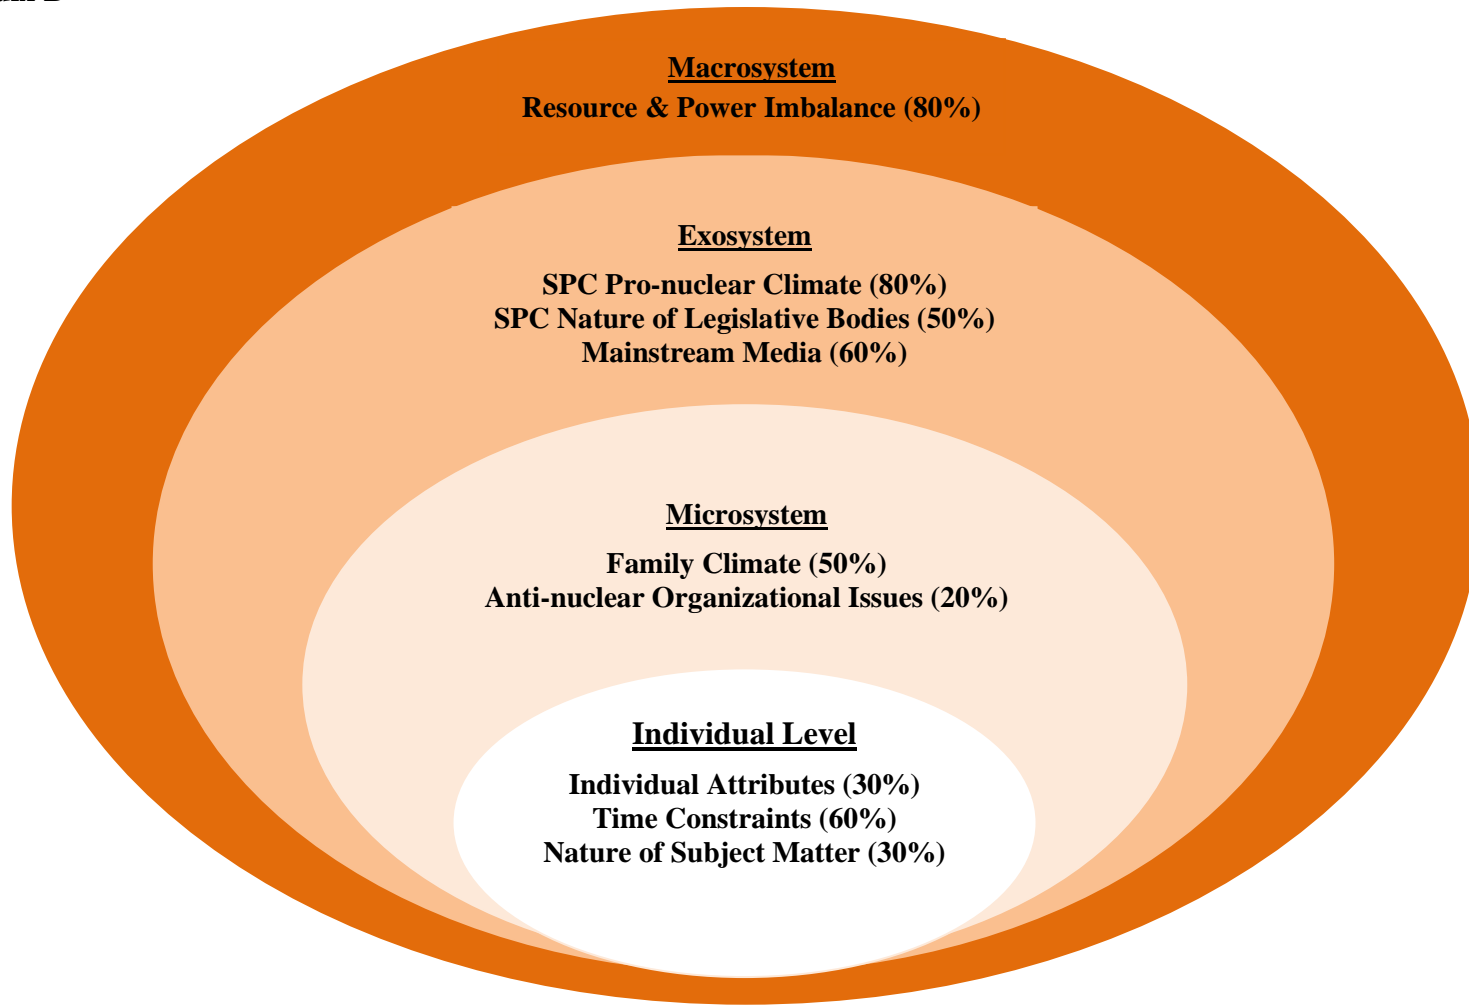 Macrosystem
Resource & Power Imbalance (80%)
Exosystem
SPC Pro-nuclear Climate (80%)
SPC Nature of Legislative Bodies (50%)
Mainstream Media (60%)
Microsystem
Family Climate (50%)
Anti-nuclear Organizational Issues (20%)
Individual Level
Individual Attributes (30%)
Time Constraints (60%)
Nature of Subject Matter (30%)